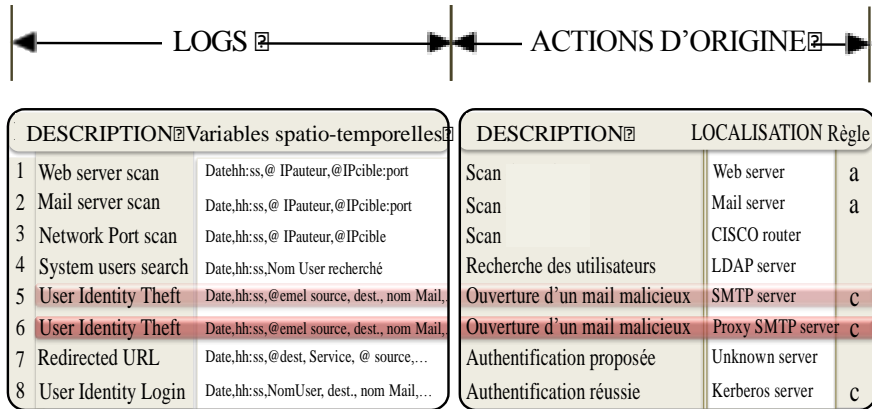 LOGS
ACTIONS D’ORIGINE
DESCRIPTION Variables spatio-temporelles
DESCRIPTION LOCALISATION Règle
1 Web server scan Datehh:ss,@ IPauteur,@IPcible:port Scan Web server a
2 Mail server scan Date,hh:ss,@ IPauteur,@IPcible:port Scan Mail server a
3 Network Port scan Date,hh:ss,@ IPauteur,@IPcible Scan CISCO router
4 System users search Date,hh:ss,Nom User recherché Recherche des utilisateurs LDAP server
5 User Identity Theft Date,hh:ss,@emel source, dest., nom Mail,. Ouverture d’un mail malicieux SMTP server c
6 User Identity Theft Date,hh:ss,@emel source, dest., nom Mail,. Ouverture d’un mail malicieux Proxy SMTP server c
7 Redirected URL Date,hh:ss,@dest, Service, @ source,… Authentification proposée Unknown server
8 User Identity Login Date,hh:ss,NomUser, dest., nom Mail,… Authentification réussie Kerberos server c